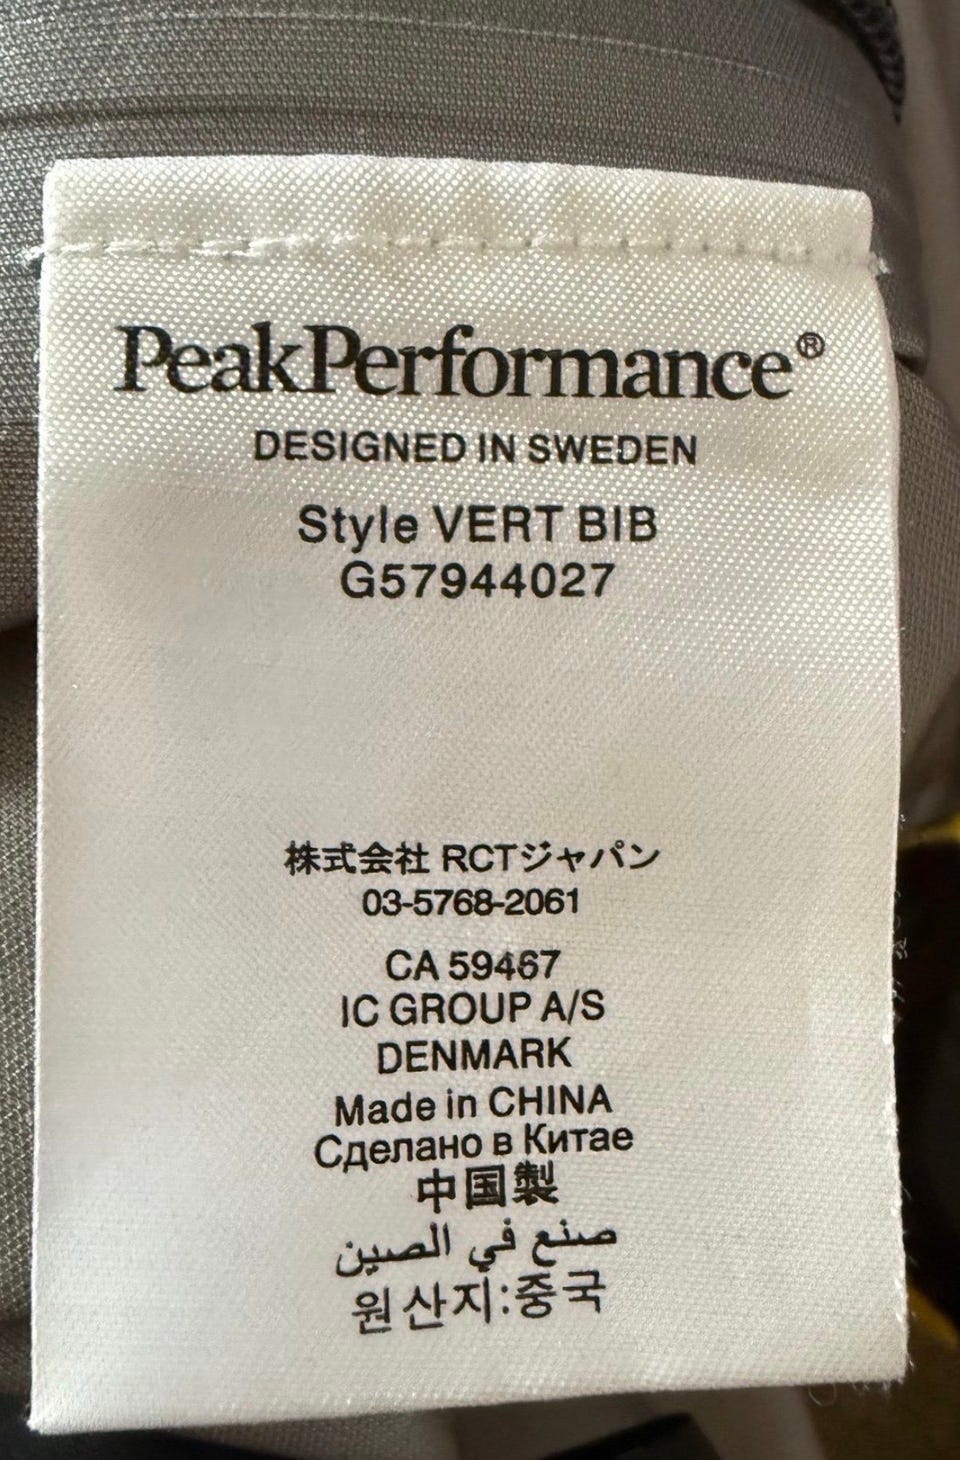 PeakPerformance®
DESIGNED IN SWEDEN
Style VERT BIB
G57944027
株式会社 RCTジャパン
03-5768-2061
CA 59467
IC GROUP A/S
DENMARK
Made in CHINA
Сделано в Китае
中国製
صنع في الصين
원산지:중국